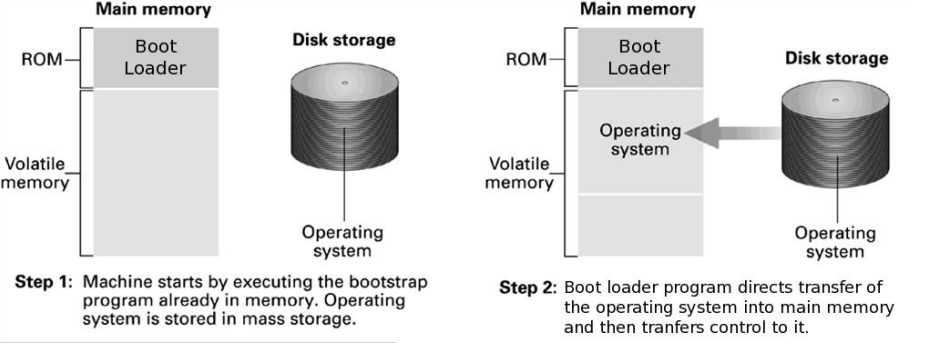 Main memory
ROM
Boot
Loader
Disk storage
Volatile
memory
Operating
system
Step 1: Machine starts by executing the bootstrap
program already in memory. Operating
system is stored in mass storage.
Main memory
ROM
Boot
Loader
Disk storage
Operating
system
Volatile
memory
Operating
system
Step 2: Boot loader program directs transfer of
the operating system into main memory
and then tranfers control to it.